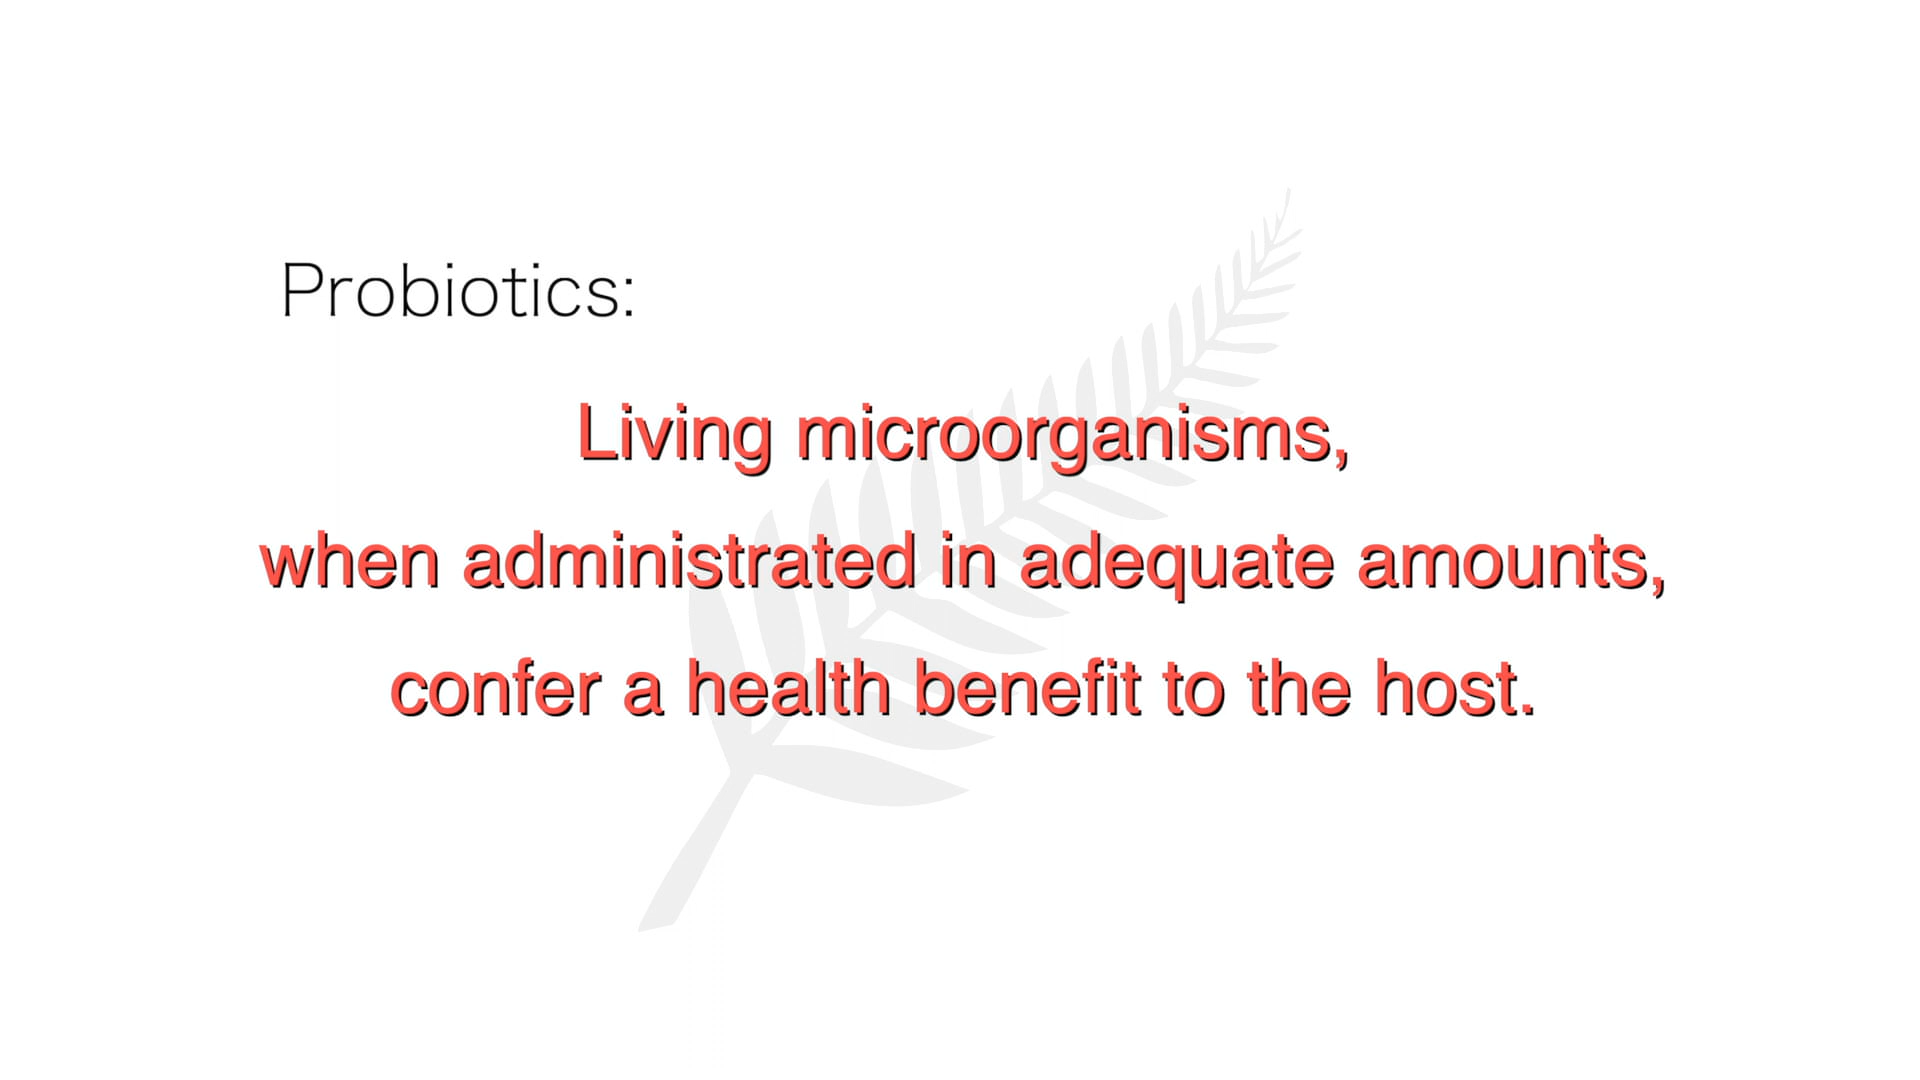 Probiotics:
Living microorganisms,
when administrated in adequate amounts,
confer a health benefit to the host.